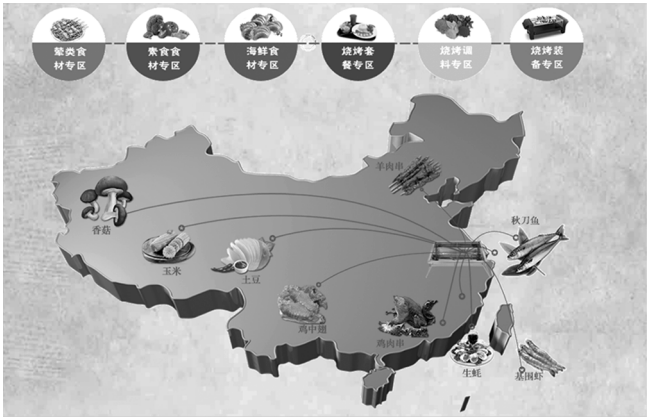 荤类食
材专区
素食食
材专区
海鲜食
材专区
烧烤套
餐专区
烧烤调
料专区
烧烤装
备专区
羊肉串
香菇
秋刀鱼
玉米
土豆
鸡中翅
鸡肉串
生蚝
基围虾